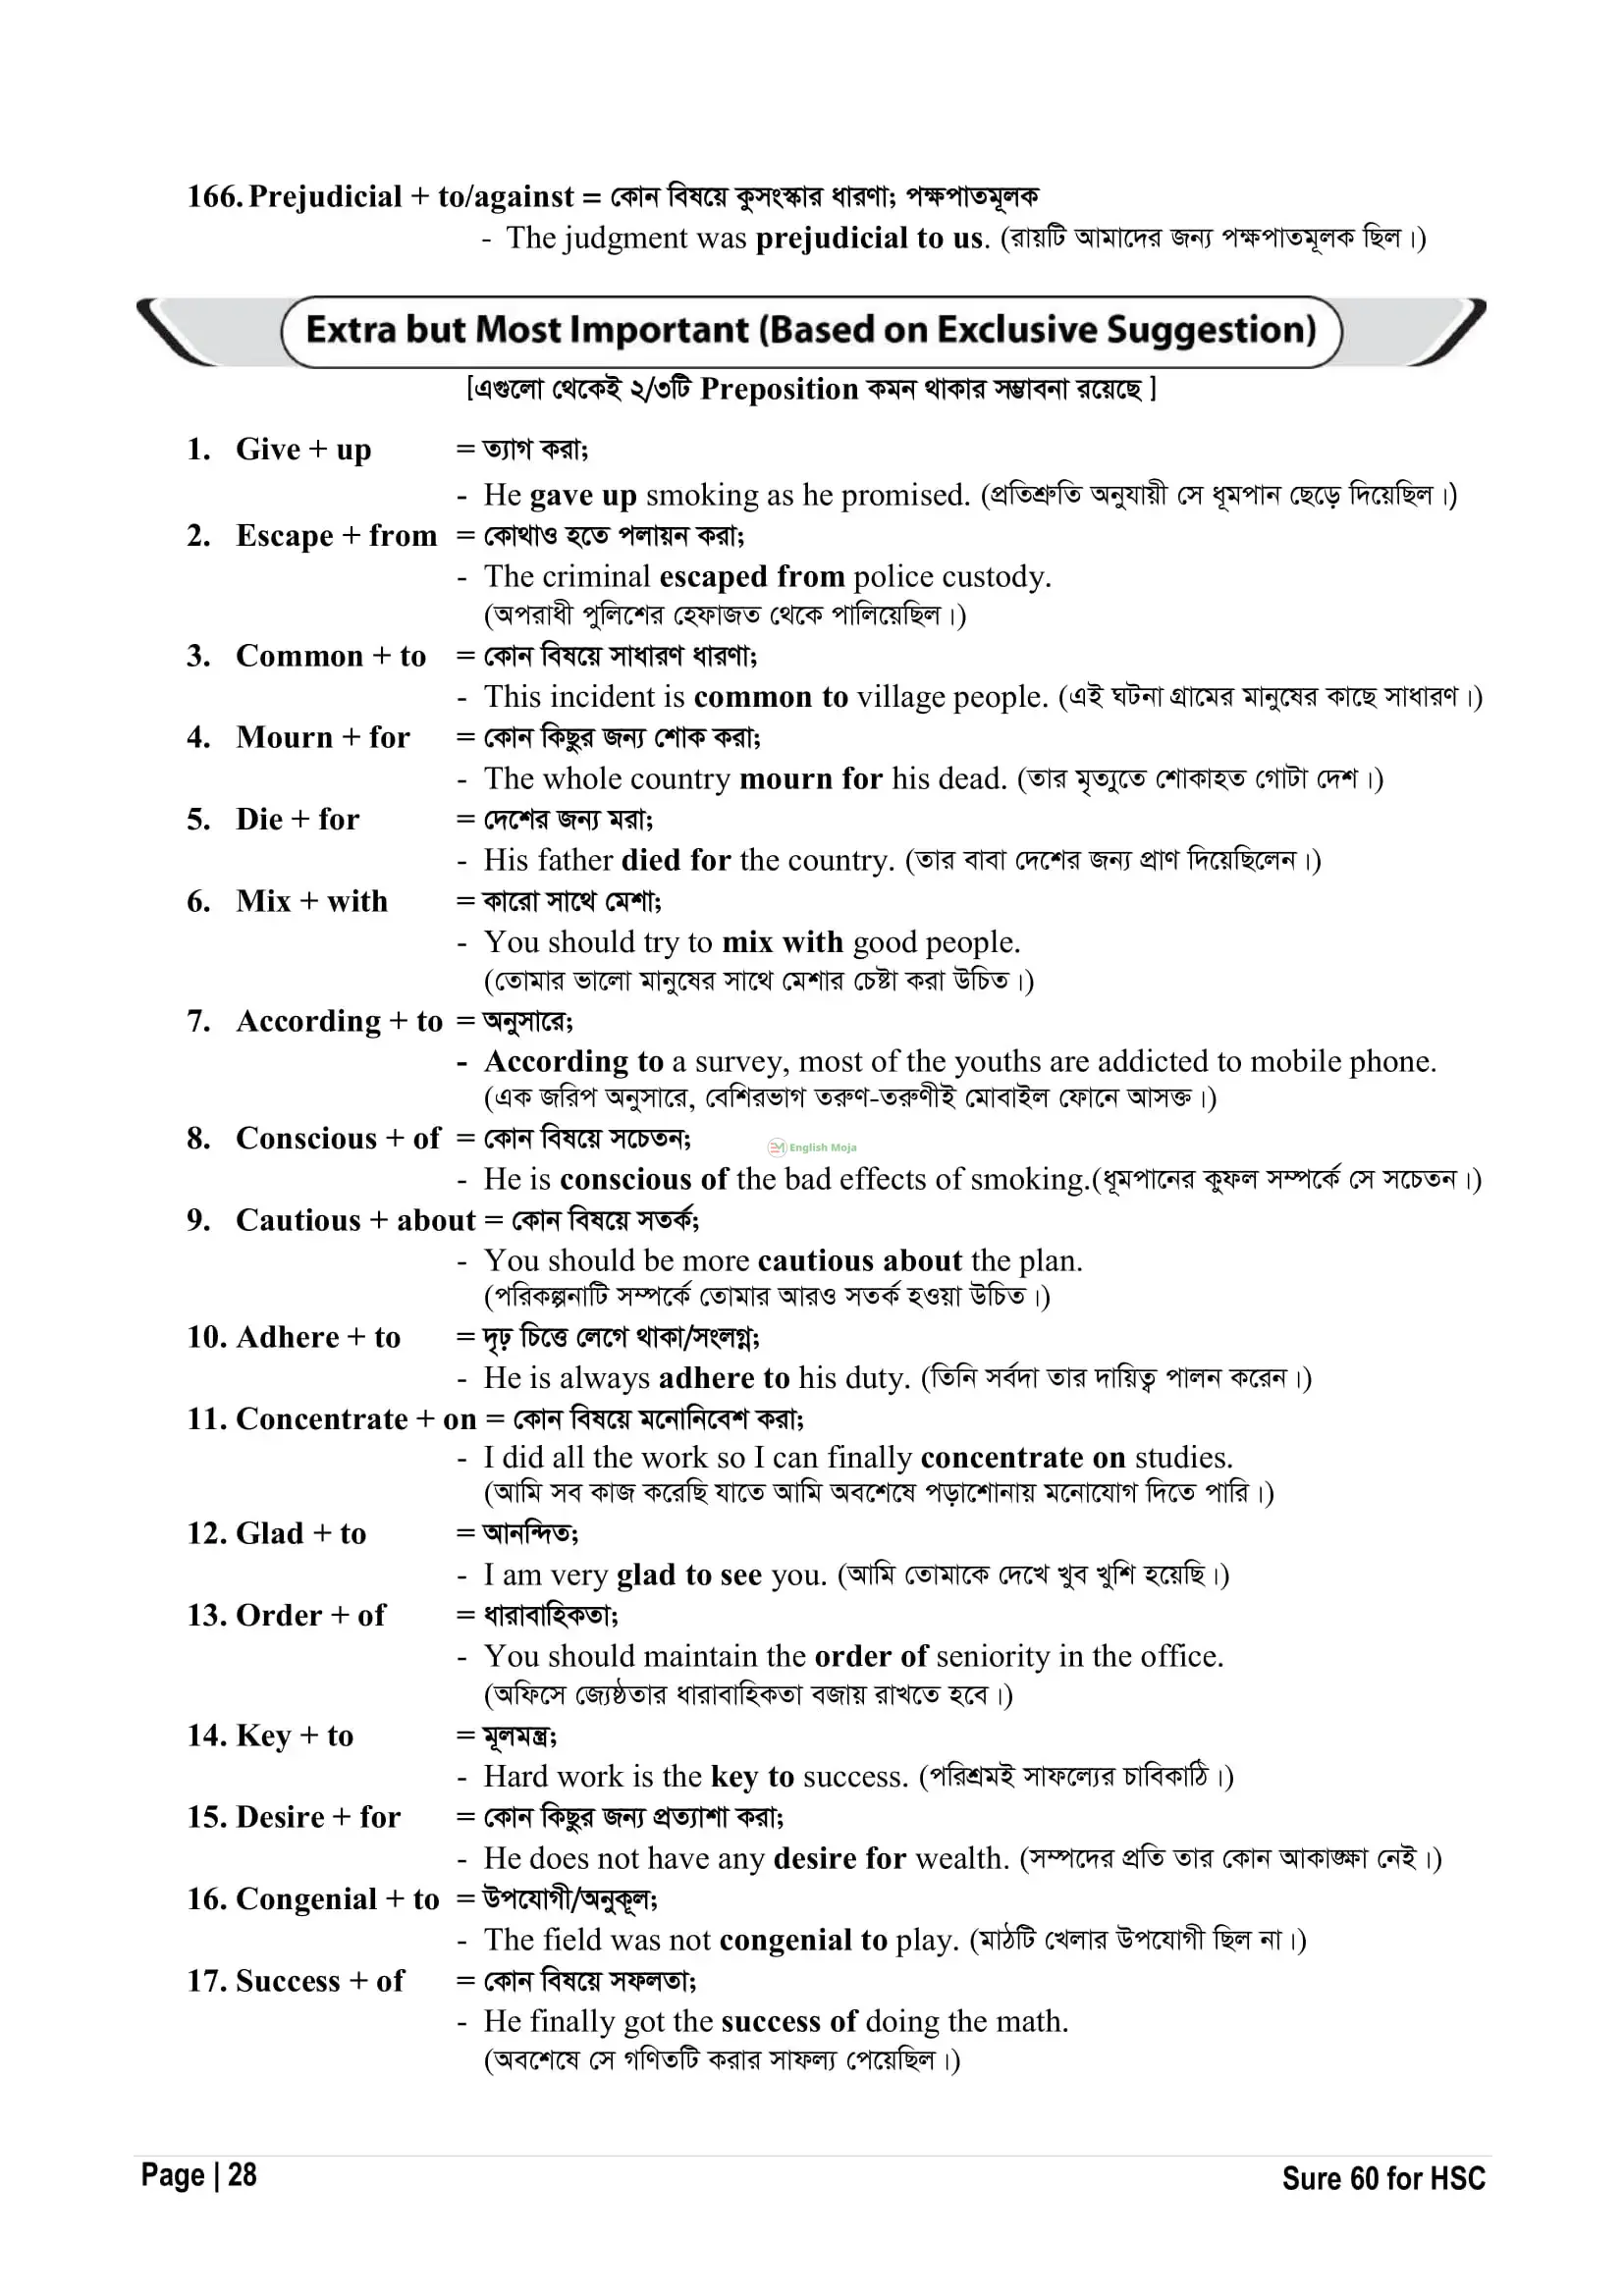 166. Prejudicial + to/against = কোন বিষয়ে কুসংস্কার ধারণা; পক্ষপাতমূলক
- The judgment was prejudicial to us. (রায়টি আমাদের জন্য পক্ষপাতমূলক ছিল।)
Extra but Most Important (Based on Exclusive Suggestion)
[এগুলো থেকেই ২/৩টি Preposition কমন থাকার সম্ভাবনা রয়েছে ]
1. Give + up = ত্যাগ করা;
- He gave up smoking as he promised. (প্রতিশ্রুতি অনুযায়ী সে ধূমপান ছেড়ে দিয়েছিল।)
2. Escape + from = কোথাও হতে পলায়ন করা;
- The criminal escaped from police custody.
(অপরাধী পুলিশের হেফাজত থেকে পালিয়েছিল।)
3. Common + to = কোন বিষয়ে সাধারণ ধারণা;
- This incident is common to village people. (এই ঘটনা গ্রামের মানুষের কাছে সাধারণ।)
4. Mourn + for = কোন কিছুর জন্য শোক করা;
- The whole country mourn for his dead. (তার মৃত্যুতে শোকাহত গোটা দেশ।)
5. Die + for = দেশের জন্য মরা;
- His father died for the country. (তার বাবা দেশের জন্য প্রাণ দিয়েছিলেন।)
6. Mix + with = কারো সাথে মেশা;
- You should try to mix with good people.
(তোমার ভালো মানুষের সাথে মেশার চেষ্টা করা উচিত।)
7. According + to = অনুসারে;
- According to a survey, most of the youths are addicted to mobile phone.
(এক জরিপ অনুসারে, বেশিরভাগ তরুণ-তরুণীই মোবাইল ফোনে আসক্ত।)
8. Conscious + of = কোন বিষয়ে সচেতন;
English Moja
- He is conscious of the bad effects of smoking.(ধূমপানের কুফল সম্পর্কে সে সচেতন।)
9. Cautious + about = কোন বিষয়ে সতর্ক;
- You should be more cautious about the plan.
(পরিকল্পনাটি সম্পর্কে তোমার আরও সতর্ক হওয়া উচিত।)
10. Adhere + to = দৃঢ় চিত্তে লেগে থাকা/সংলগ্ন;
- He is always adhere to his duty. (তিনি সর্বদা তার দায়িত্ব পালন করেন।)
11. Concentrate + on = কোন বিষয়ে মনোনিবেশ করা;
- I did all the work so I can finally concentrate on studies.
(আমি সব কাজ করেছি যাতে আমি অবশেষে পড়াশোনায় মনোযোগ দিতে পারি।)
12. Glad + to = আনন্দিত;
- I am very glad to see you. (আমি তোমাকে দেখে খুব খুশি হয়েছি।)
13. Order + of = ধারাবাহিকতা;
- You should maintain the order of seniority in the office.
(অফিসে জ্যেষ্ঠতার ধারাবাহিকতা বজায় রাখতে হবে।)
14. Key + to = মূলমন্ত্র;
- Hard work is the key to success. (পরিশ্রমই সাফল্যের চাবিকাঠি।)
15. Desire + for = কোন কিছুর জন্য প্রত্যাশা করা;
- He does not have any desire for wealth. (সম্পদের প্রতি তার কোন আকাঙ্ক্ষা নেই।)
16. Congenial + to = উপযোগী/অনুকূল;
- The field was not congenial to play. (মাঠটি খেলার উপযোগী ছিল না।)
17. Success + of = কোন বিষয়ে সফলতা;
- He finally got the success of doing the math.
(অবশেষে সে গণিতটি করার সাফল্য পেয়েছিল।)
Page | 28
Sure 60 for HSC